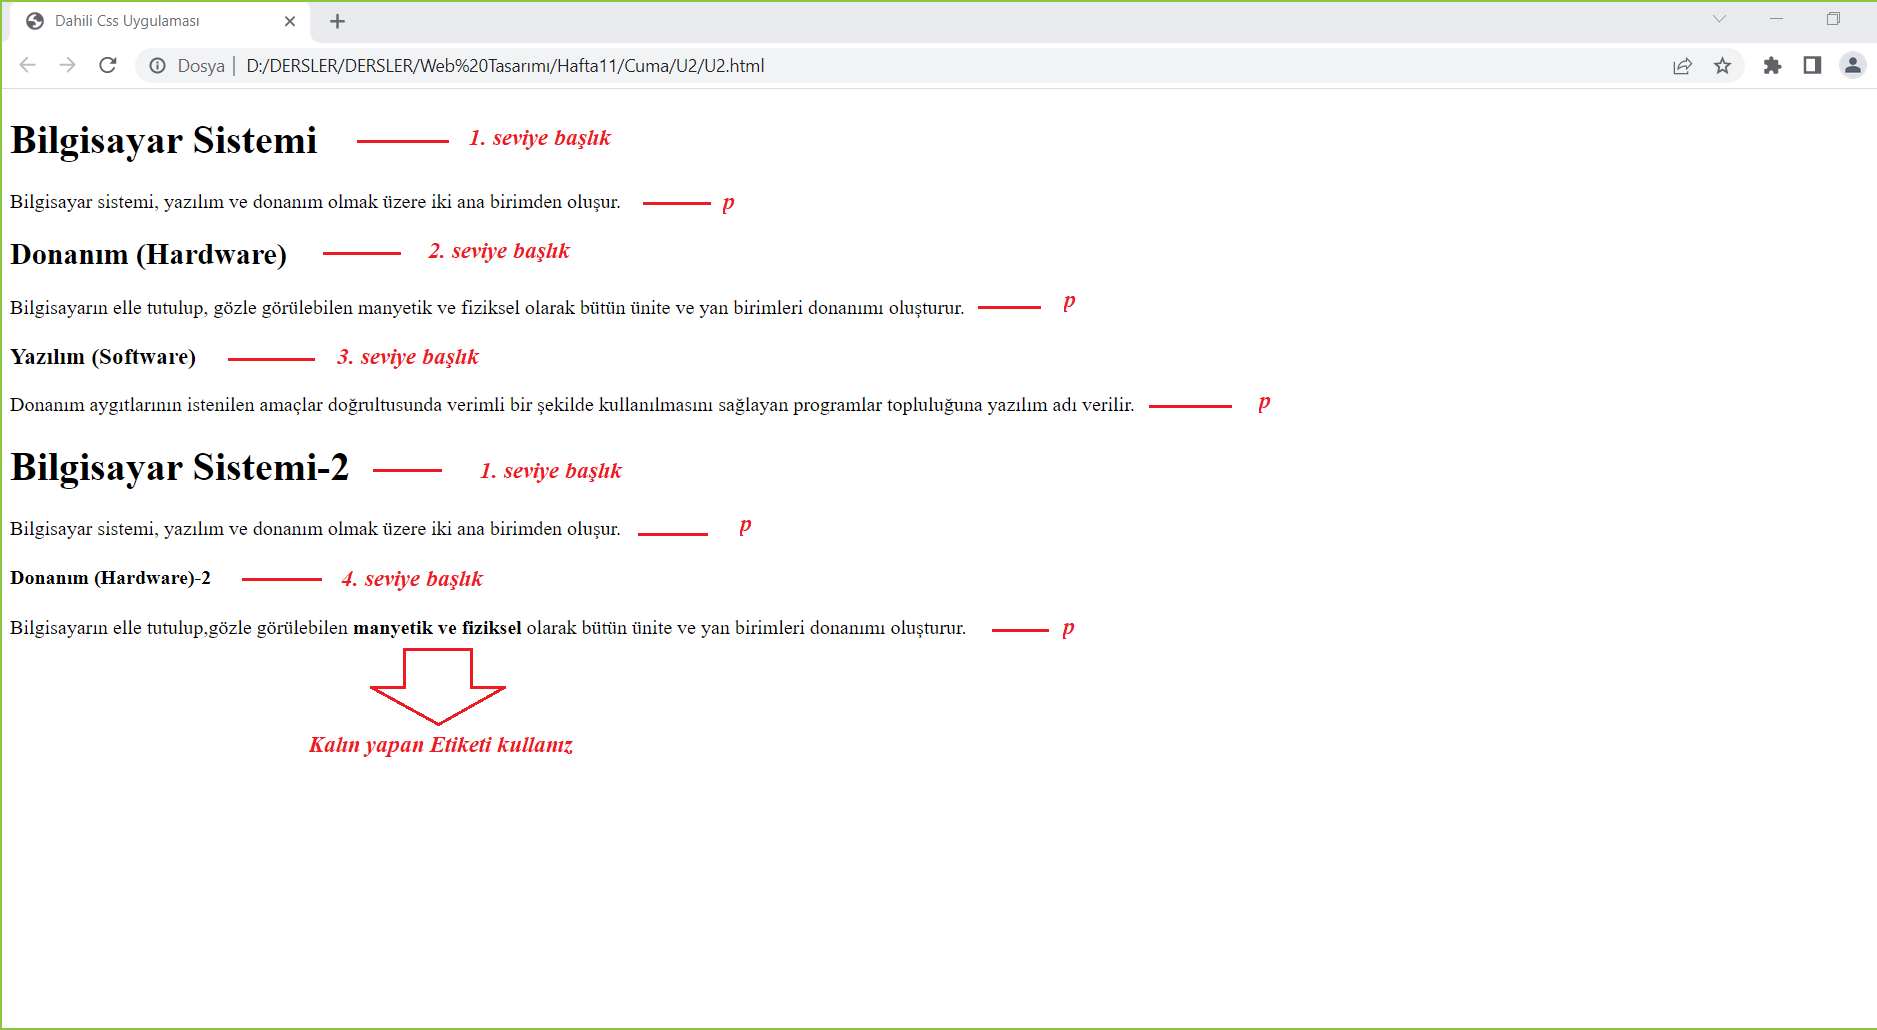 Dahili Css Uygulaması
Dosya | D:/DERSLER/DERSLER/Web%20Tasarımı/Hafta11/Cuma/U2/U2.html
Bilgisayar Sistemi 1. seviye başlık
Bilgisayar sistemi, yazılım ve donanım olmak üzere iki ana birimden oluşur. p
Donanım (Hardware) 2. seviye başlık
Bilgisayarın elle tutulup, gözle görülebilen manyetik ve fiziksel olarak bütün ünite ve yan birimleri donanımı oluşturur. p
Yazılım (Software) 3. seviye başlık
Donanım aygıtlarının istenilen amaçlar doğrultusunda verimli bir şekilde kullanılmasını sağlayan programlar topluluğuna yazılım adı verilir. p
Bilgisayar Sistemi-2 1. seviye başlık
Bilgisayar sistemi, yazılım ve donanım olmak üzere iki ana birimden oluşur. p
Donanım (Hardware)-2 4. seviye başlık
Bilgisayarın elle tutulup,gözle görülebilen manyetik ve fiziksel olarak bütün ünite ve yan birimleri donanımı oluşturur. p
Kalın yapan Etiketi kullanız